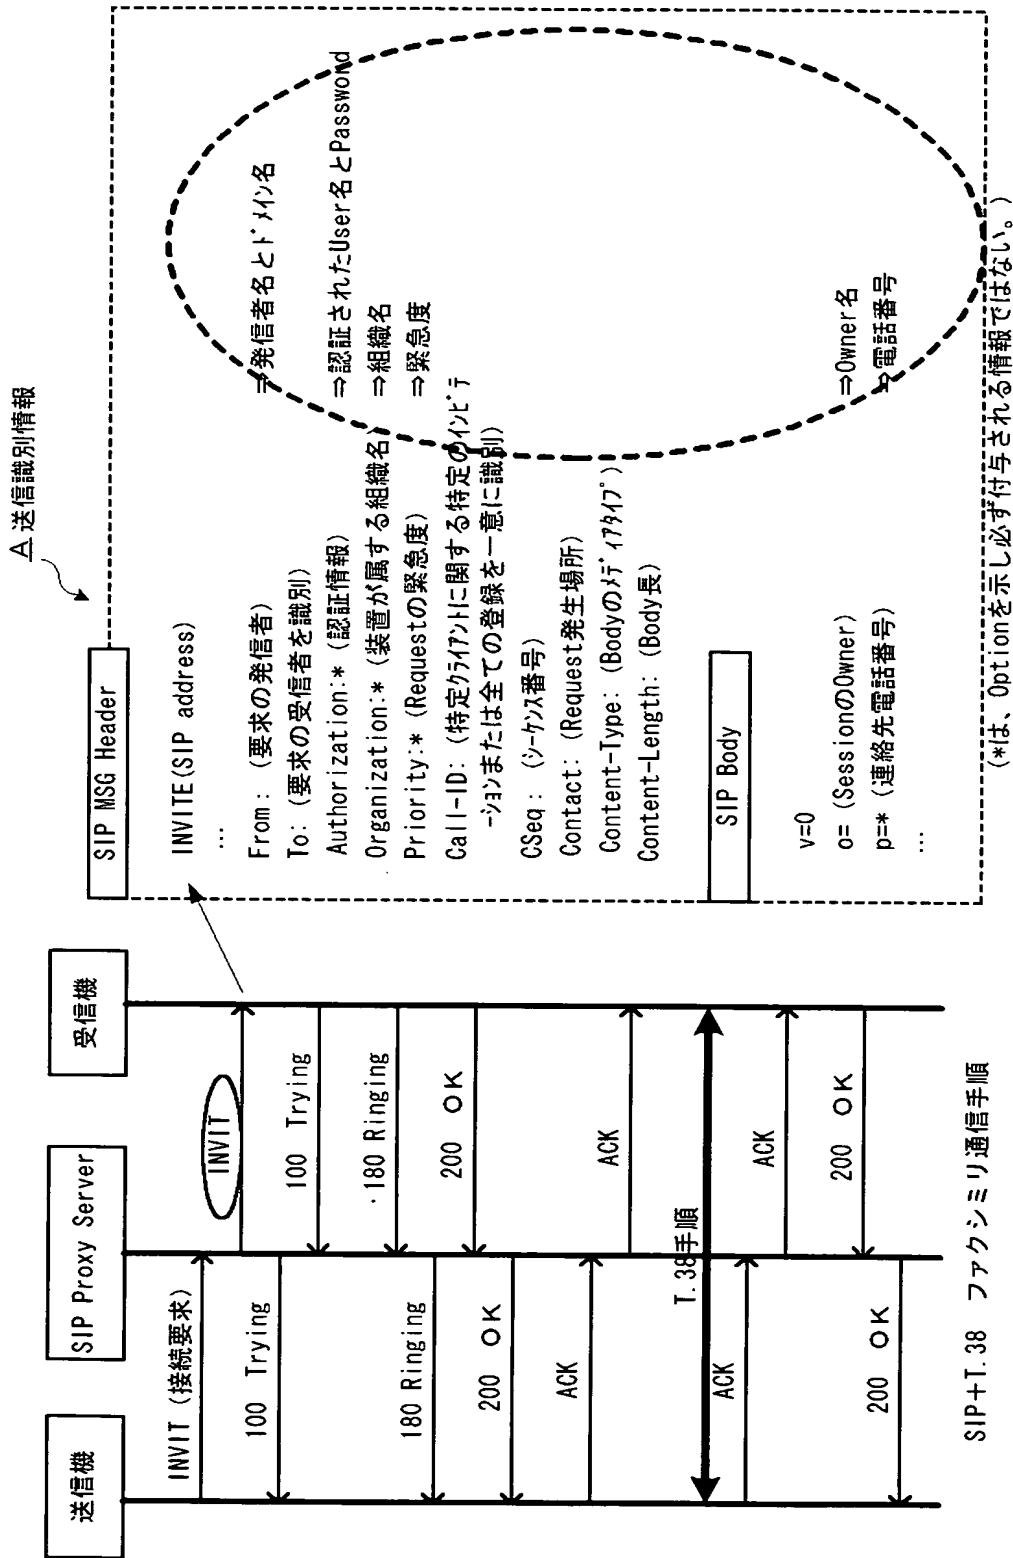 送信機
SIP Proxy Server
受信機
INVIT (接続要求)
INVIT
100 Trying
100 Trying
180 Ringing
180 Ringing
200 OK
200 OK
ACK
ACK
T.38手順
ACK
ACK
200 OK
200 OK
SIP+T.38 ファクシミリ通信手順
A 送信識別情報
SIP MSG Header
INVITE(SIP address)
...
From: (要求の発信者) ⇒発信者名とドメイン名
To: (要求の受信者を識別)
Authorization:* (認証情報) ⇒認証されたUser名とPassword
Organization:* (装置が属する組織名) ⇒組織名
Priority:* (Requestの緊急度) ⇒緊急度
Call-ID: (特定クライアントに関する特定のインビテ
ーションまたは全ての登録を一意に識別)
CSeq: (シーケンス番号)
Contact: (Request発生場所)
Content-Type: (Bodyのメディアタイプ)
Content-Length: (Body長)
SIP Body
v=0
o= (SessionのOwner) ⇒Owner名
p=* (連絡先電話番号) ⇒電話番号
...
(*は、Optionを示し必ず付与される情報ではない。)